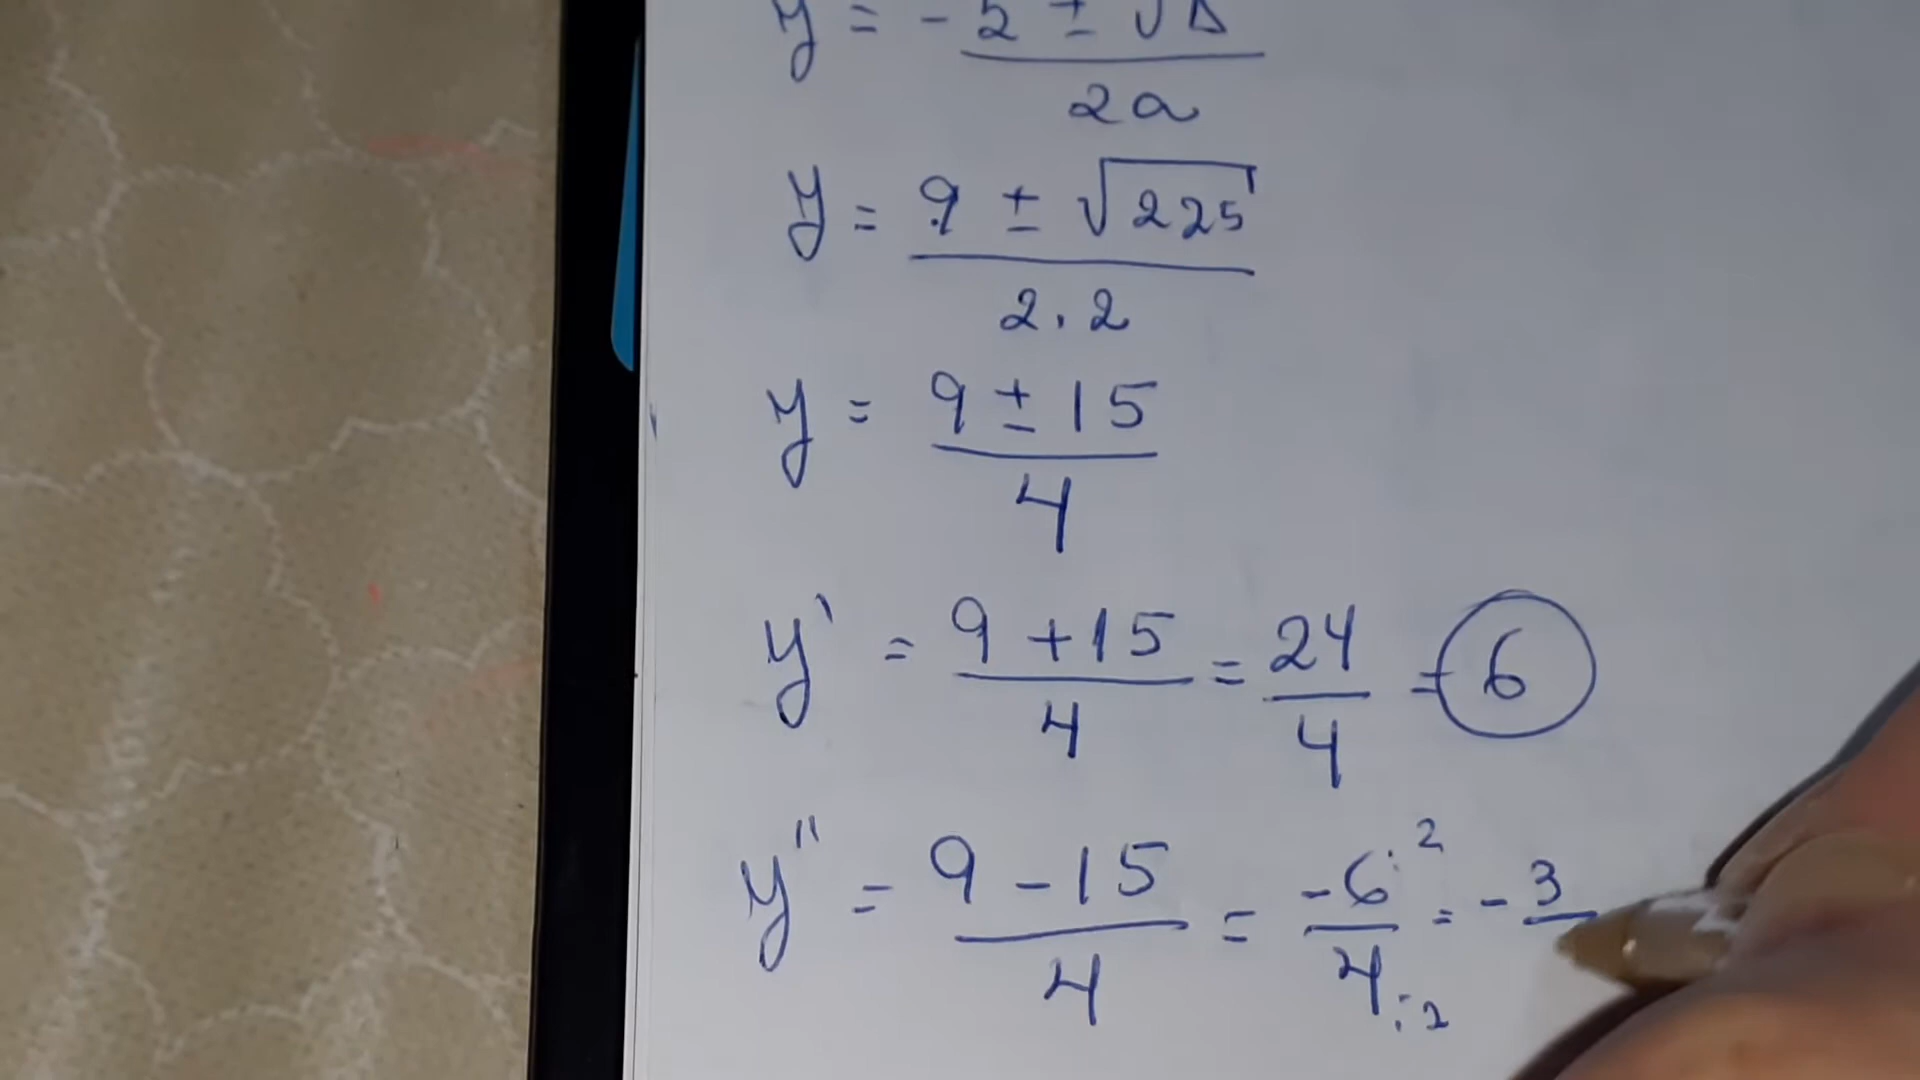 y = -b ± √Δ / 2a
y = 9 ± √225 / 2.2
y = 9 ± 15 / 4
y' = 9 + 15 / 4 = 24 / 4 = 6
y'' = 9 - 15 / 4 = -6 :2 / 4 :2 = - 3